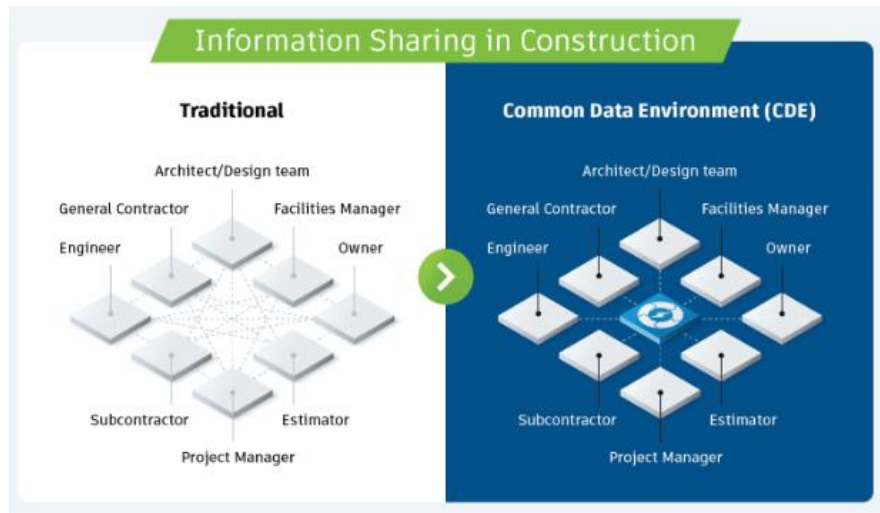 Information Sharing in Construction
Traditional
Architect/Design team
General Contractor
Facilities Manager
Engineer
Owner
Subcontractor
Estimator
Project Manager
Common Data Environment (CDE)
Architect/Design team
General Contractor
Facilities Manager
Engineer
Owner
Subcontractor
Estimator
Project Manager